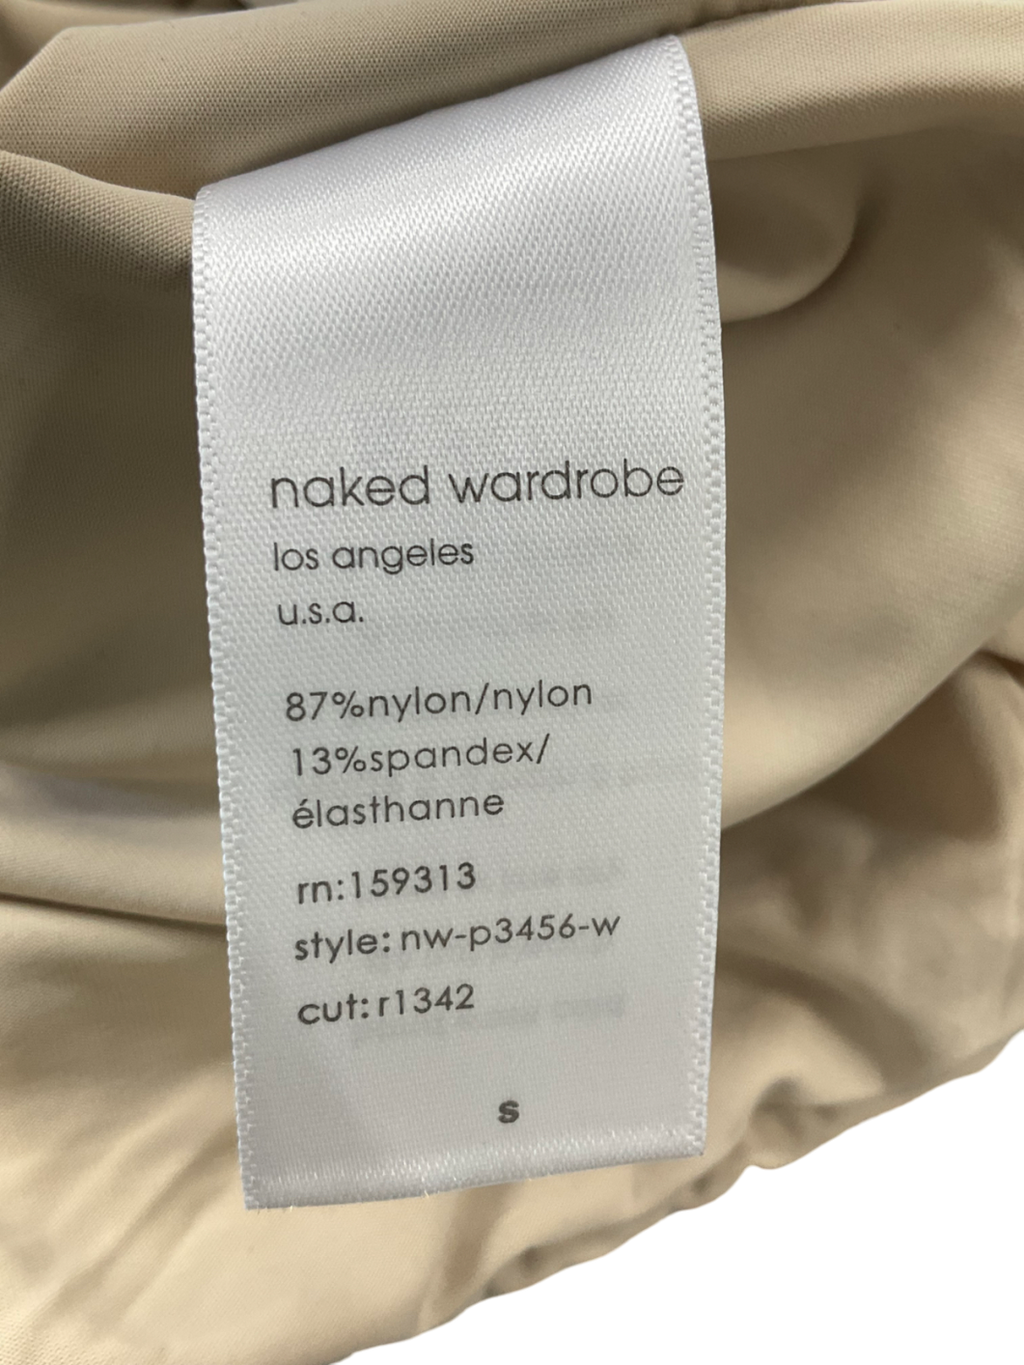 naked wardrobe
los angeles
u.s.a.
87%nylon/nylon
13%spandex/
élasthanne
rn:159313
style: nw-p3456-w
cut: r1342
s